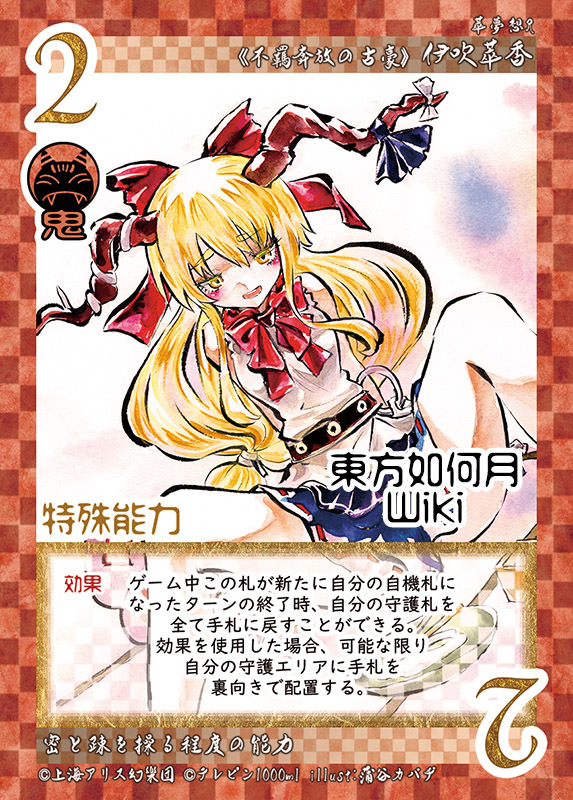 萃夢想

2
《不羈奔放の古豪》 伊吹萃香
鬼
東方如何月
Wiki
特殊能力
効果
ゲーム中この札が新たに自分の自機札に
なったターンの終了時、自分の守護札を
全て手札に戻すことができる。
効果を使用した場合、可能な限り
自分の守護エリアに手札を
裏向きで配置する。
密と疎を操る程度の能力
2
©上海アリス幻樂団 ©テレピン1000ml illust:蒲谷カバヂ